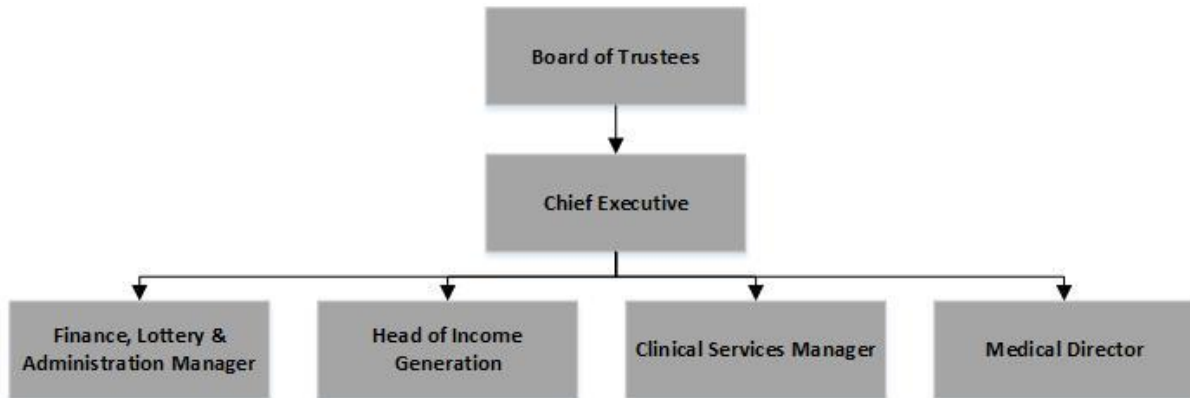 Board of Trustees
Chief Executive
Finance, Lottery &
Administration Manager
Head of Income
Generation
Clinical Services Manager
Medical Director